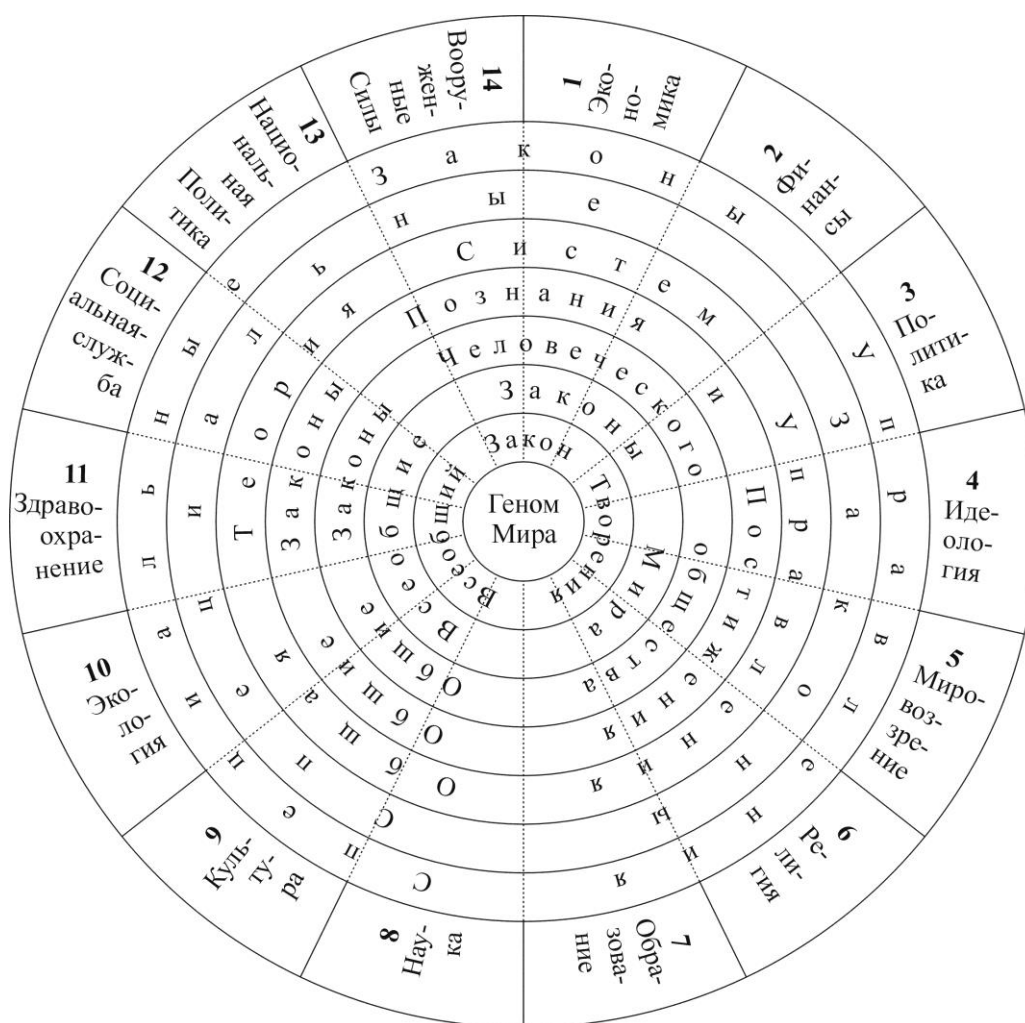 1
Эко-
но-
мика
2
Фи-
нан-
сы
3
По-
лити-
ка
4
Иде-
оло-
гия
5
Миро-
воз-
зре-
ние
6
Ре-
ли-
гия
7
Обра-
зова-
ние
8
Нау-
ка
9
Куль-
ту-
ра
10
Эко-
ло-
гия
11
Здраво-
охра-
нение
12
Соци-
альная-
служ-
ба
13
Нацио-
наль-
ная
Поли-
тика
14
Воору-
жен-
ные
Силы
Специальные Законы Управления
Специальные Законы
Общая Теория Систем Управления
Общие Законы Познания и Постижения
Общие Законы Человеческого общества
Всеобщие Законы Мира
Всеобщий Закон Творения
Геном
Мира